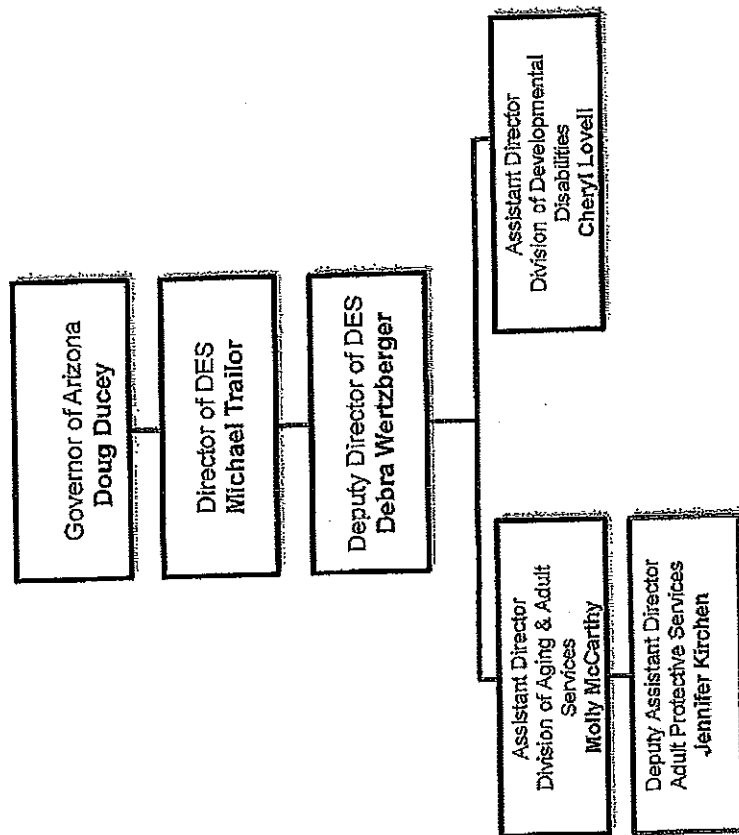 Governor of Arizona
Doug Ducey
Director of DES
Michael Trailor
Deputy Director of DES
Debra Wertzberger
Assistant Director
Division of Aging & Adult
Services
Molly McCarthy
Deputy Assistant Director
Adult Protective Services
Jennifer Kirchen
Assistant Director
Division of Developmental
Disabilities
Cheryl Lovell